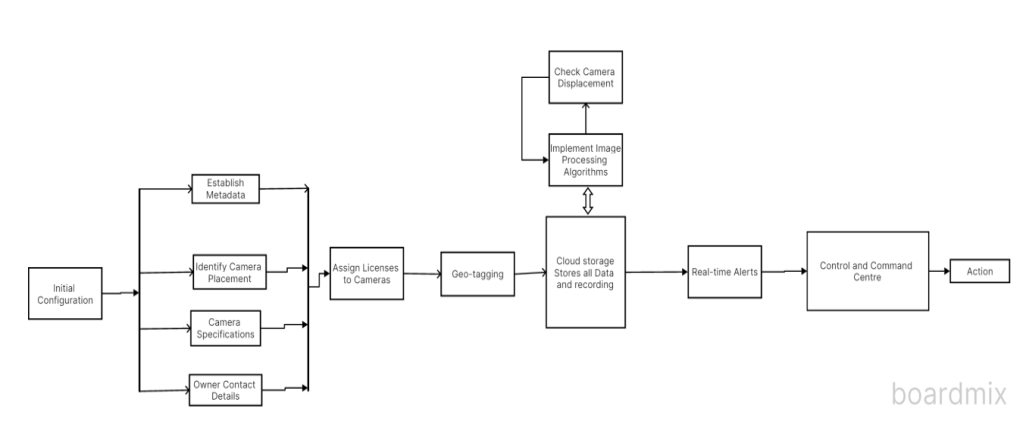 Check Camera
Displacement
Implement Image
Processing
Algorithms
Establish
Metadata
Identify Camera
Placement
Camera
Specifications
Owner Contact
Details
Initial
Configuration
Assign Licenses
to Cameras
Geo-tagging
Cloud storage
Stores all Data
and recording
Real-time Alerts
Control and Command
Centre
Action
boardmix